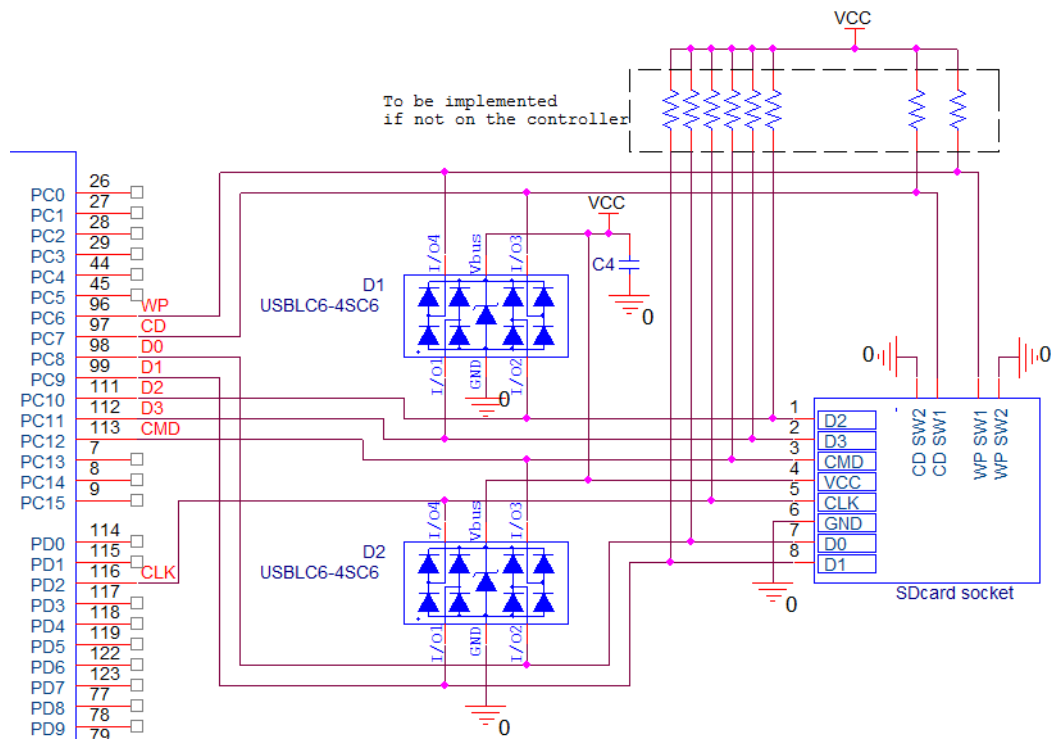 VCC
To be implemented
if not on the controller
26
PC0
27
PC1
28
PC2
29
PC3
44
PC4
45
PC5
96 WP
PC6
97 CD
PC7
98 D0
PC8
99 D1
PC9
111 D2
PC10
112 D3
PC11
113 CMD
PC12
7
PC13
8
PC14
9
PC15
114
PD0
115
PD1
116 CLK
PD2
117
PD3
118
PD4
119
PD5
122
PD6
123
PD7
77
PD8
78
PD9
79
VCC
C4
0
I/O4 Vbus I/O3
D1
USBLC6-4SC6
I/O1 GND I/O2
0
I/O4 Vbus I/O3
D2
USBLC6-4SC6
I/O1 GND I/O2
0
0 0
CD SW2
CD SW1
WP SW1
WP SW2
1 D2
2 D3
3 CMD
4 VCC
5 CLK
6 GND
7 D0
8 D1
0
SDcard socket